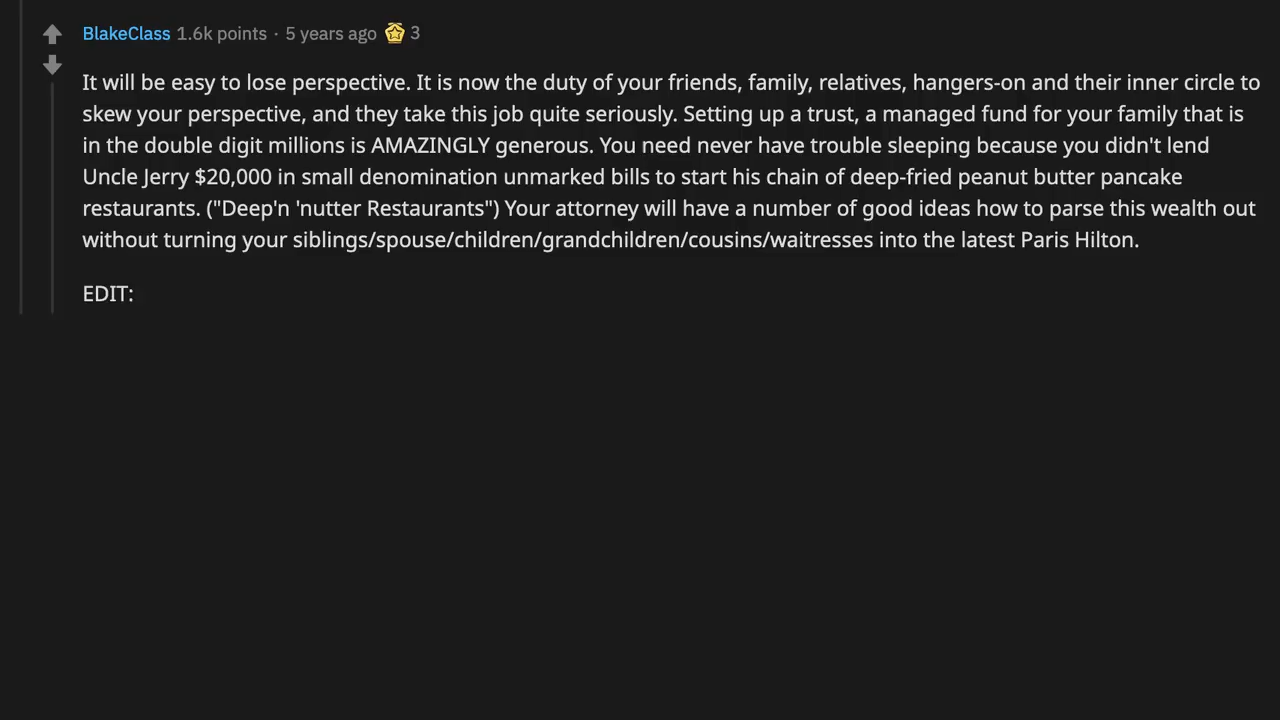 BlakeClass 1.6k points · 5 years ago 3
It will be easy to lose perspective. It is now the duty of your friends, family, relatives, hangers-on and their inner circle to
skew your perspective, and they take this job quite seriously. Setting up a trust, a managed fund for your family that is
in the double digit millions is AMAZINGLY generous. You need never have trouble sleeping because you didn't lend
Uncle Jerry $20,000 in small denomination unmarked bills to start his chain of deep-fried peanut butter pancake
restaurants. ("Deep'n 'nutter Restaurants") Your attorney will have a number of good ideas how to parse this wealth out
without turning your siblings/spouse/children/grandchildren/cousins/waitresses into the latest Paris Hilton.
EDIT: